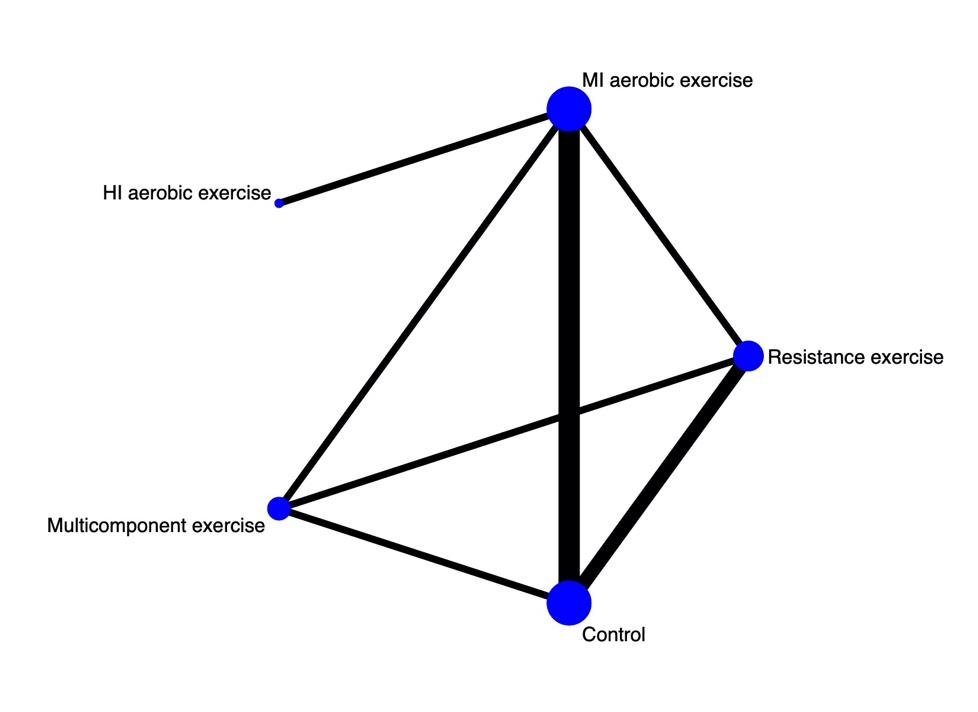 MI aerobic exercise
HI aerobic exercise
Resistance exercise
Multicomponent exercise
Control